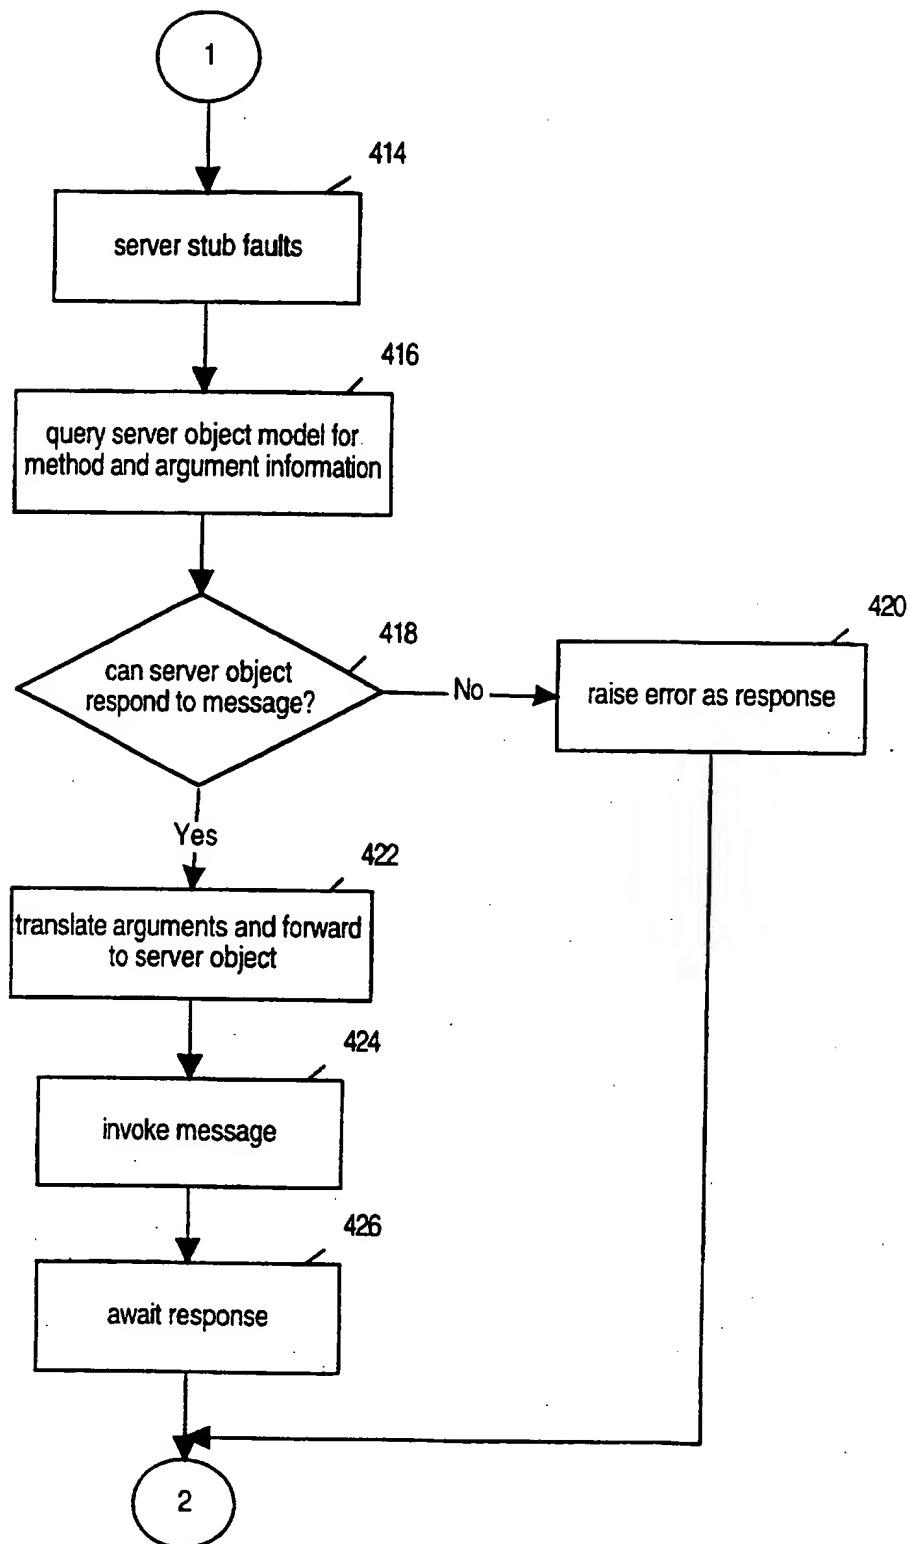 1
414
server stub faults
416
query server object model for
method and argument information
418
can server object
respond to message?
No
420
raise error as response
Yes
422
translate arguments and forward
to server object
424
invoke message
426
await response
2